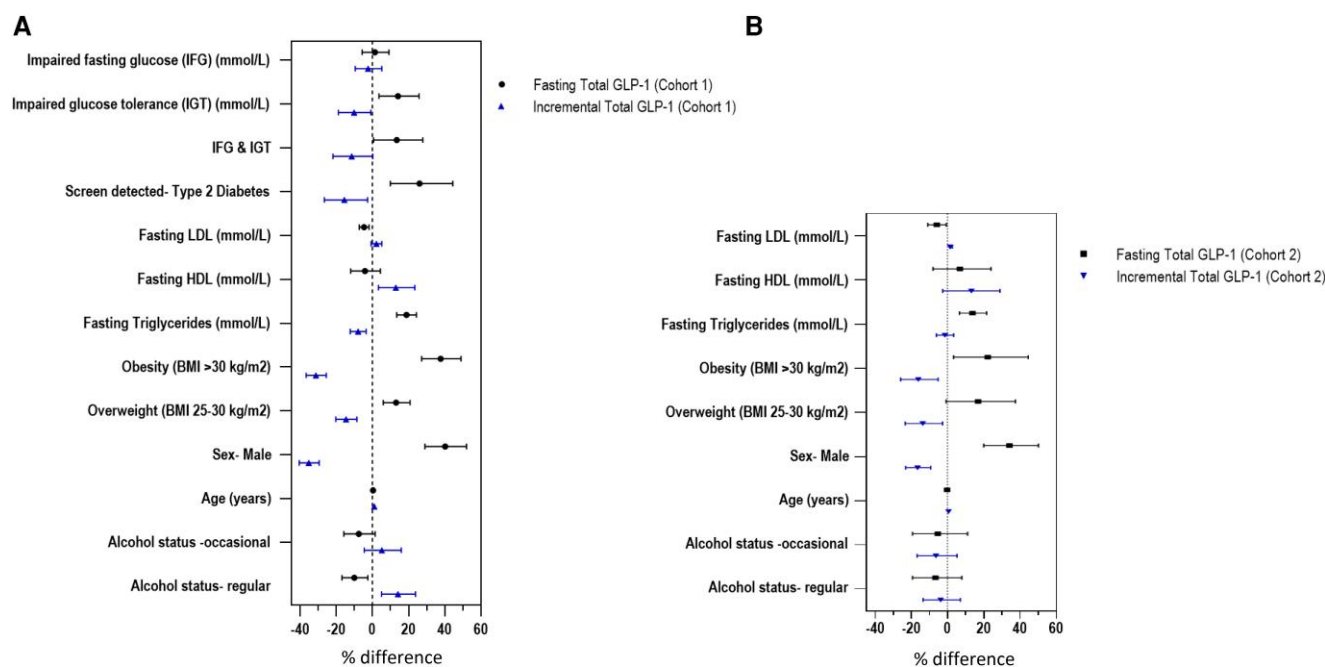 A
Impaired fasting glucose (IFG) (mmol/L)
Impaired glucose tolerance (IGT) (mmol/L)
IFG & IGT
Screen detected- Type 2 Diabetes
Fasting LDL (mmol/L)
Fasting HDL (mmol/L)
Fasting Triglycerides (mmol/L)
Obesity (BMI >30 kg/m2)
Overweight (BMI 25-30 kg/m2)
Sex- Male
Age (years)
Alcohol status -occasional
Alcohol status- regular
-40 -20 0 20 40 60
% difference
Fasting Total GLP-1 (Cohort 1)
Incremental Total GLP-1 (Cohort 1)
B
Fasting LDL (mmol/L)
Fasting HDL (mmol/L)
Fasting Triglycerides (mmol/L)
Obesity (BMI >30 kg/m2)
Overweight (BMI 25-30 kg/m2)
Sex- Male
Age (years)
Alcohol status -occasional
Alcohol status- regular
-40 -20 0 20 40 60
% difference
Fasting Total GLP-1 (Cohort 2)
Incremental Total GLP-1 (Cohort 2)